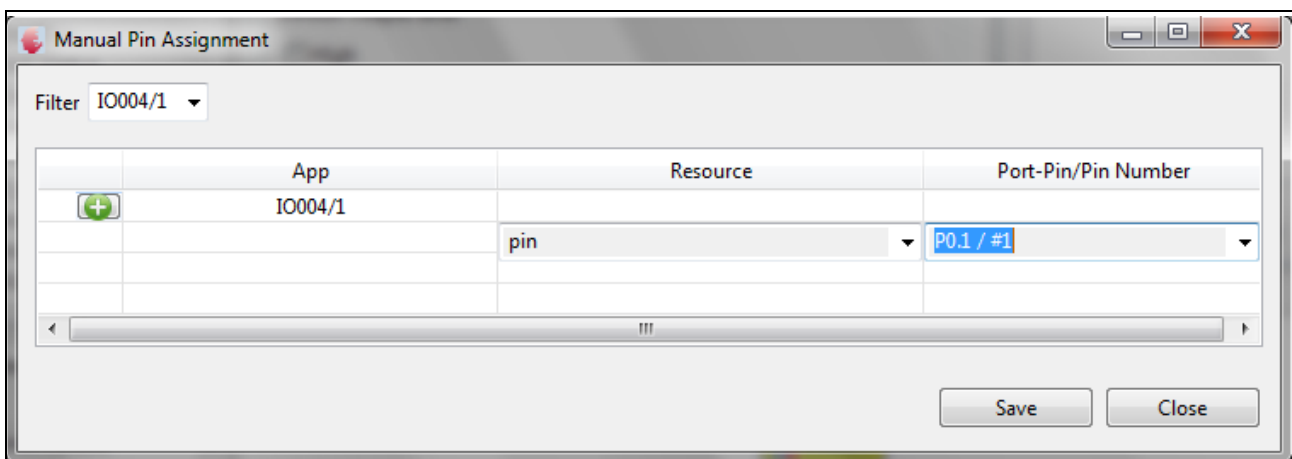 Manual Pin Assignment
Filter IO004/1
App Resource Port-Pin/Pin Number
IO004/1
pin P0.1 / #1
Save Close